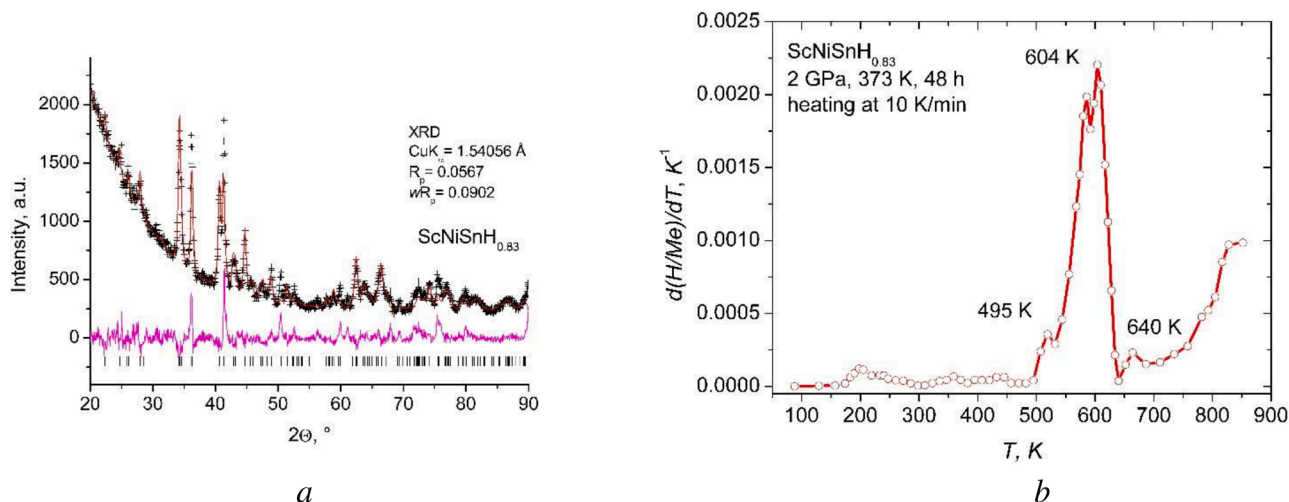 2000
1500
1000
500
0
Intensity, a.u.
XRD
CuKα = 1.54056 Å
Rp = 0.0567
wRp = 0.0902
ScNiSnH0.83
20 30 40 50 60 70 80 90
2Θ, °
a
0.0025
0.0020
0.0015
0.0010
0.0005
0.0000
d(H/Me)/dT, K⁻¹
ScNiSnH0.83
2 GPa, 373 K, 48 h
heating at 10 K/min
604 K
495 K
640 K
100 200 300 400 500 600 700 800 900
T, K
b